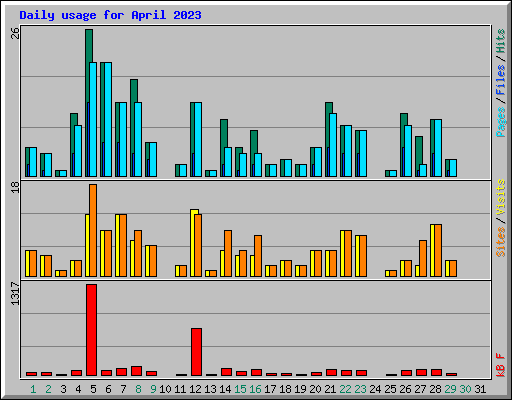 Daily usage for April 2023
26
Pages/Files/Hits
18
Sites/Visits
1317
kB F
1 2 3 4 5 6 7 8 9 10 11 12 13 14 15 16 17 18 19 20 21 22 23 24 25 26 27 28 29 30 31